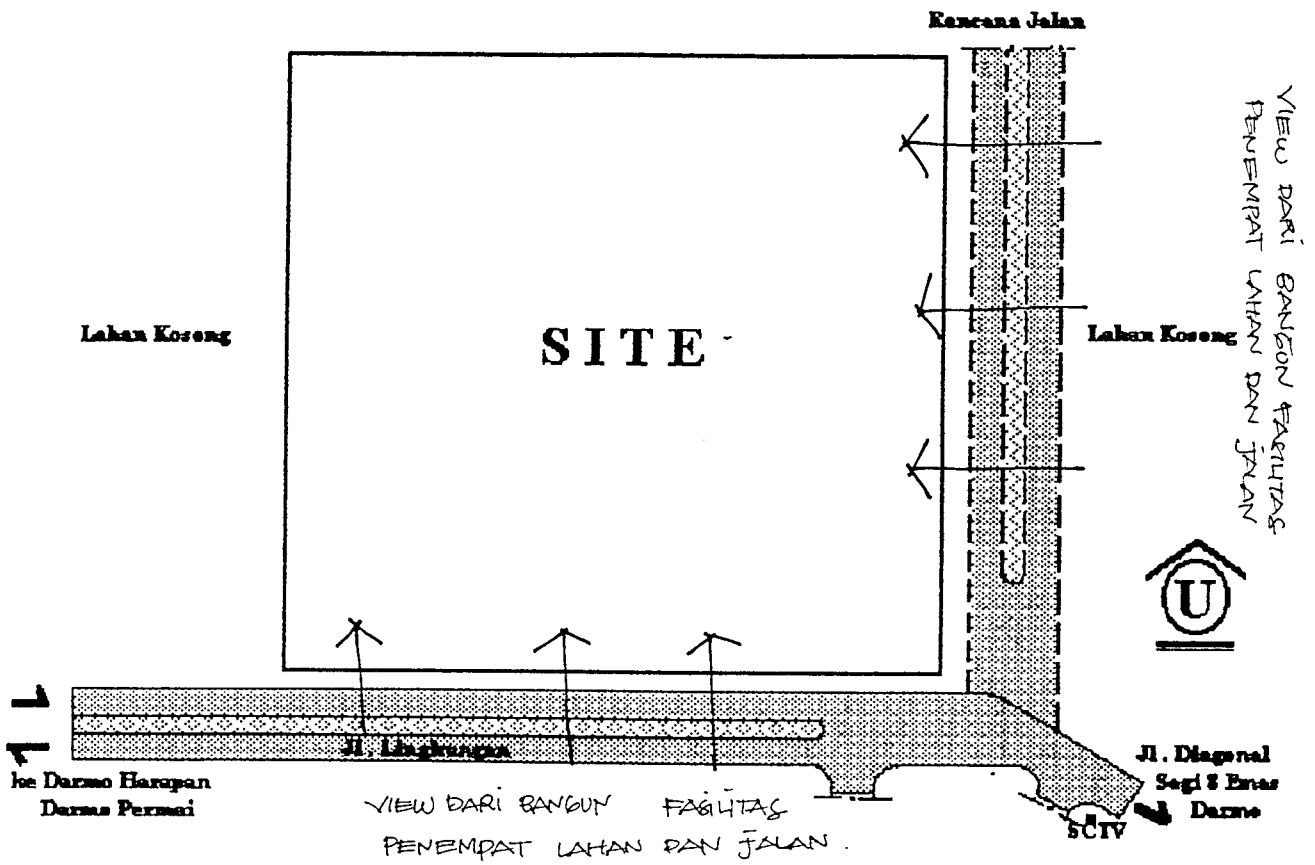 Rencana Jalan
VIEW DARI BANGUN FASILITAS
PENEMPAT LAHAN DAN JALAN
Lahan Kosong
SITE
Lahan Kosong
U
Jl. Lingkungan
ke Darmo Harapan
Darmo Permai
Jl. Diagonal
Segi 8 Emas
Darmo
SCTV
VIEW DARI BANGUN FASILITAS
PENEMPAT LAHAN DAN JALAN.